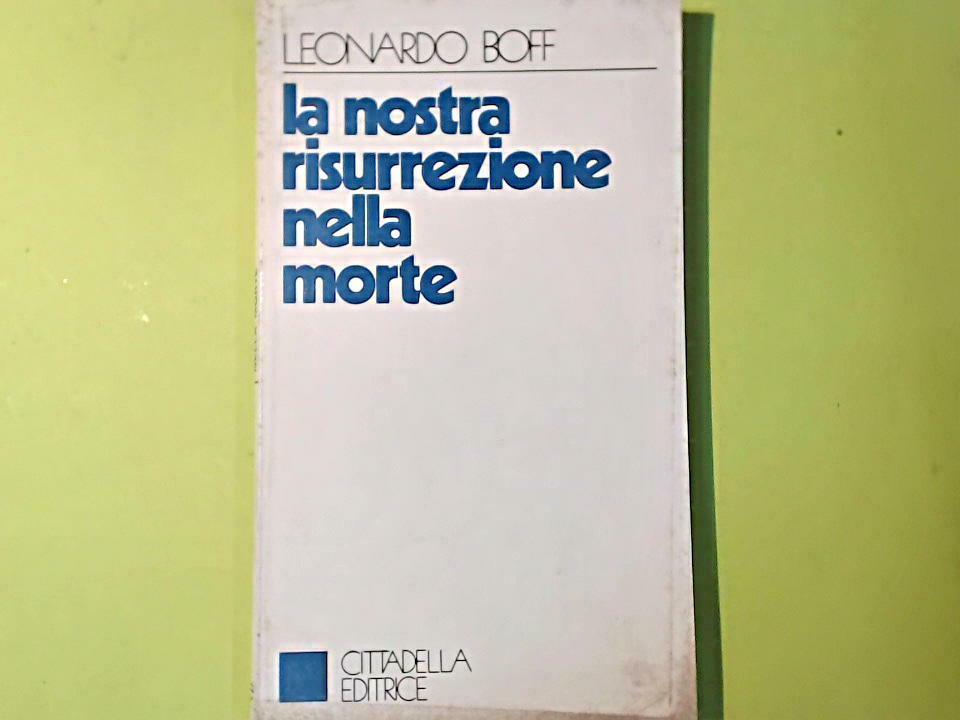 LEONARDO BOFF
la nostra
risurrezione
nella
morte
CITTADELLA
EDITRICE